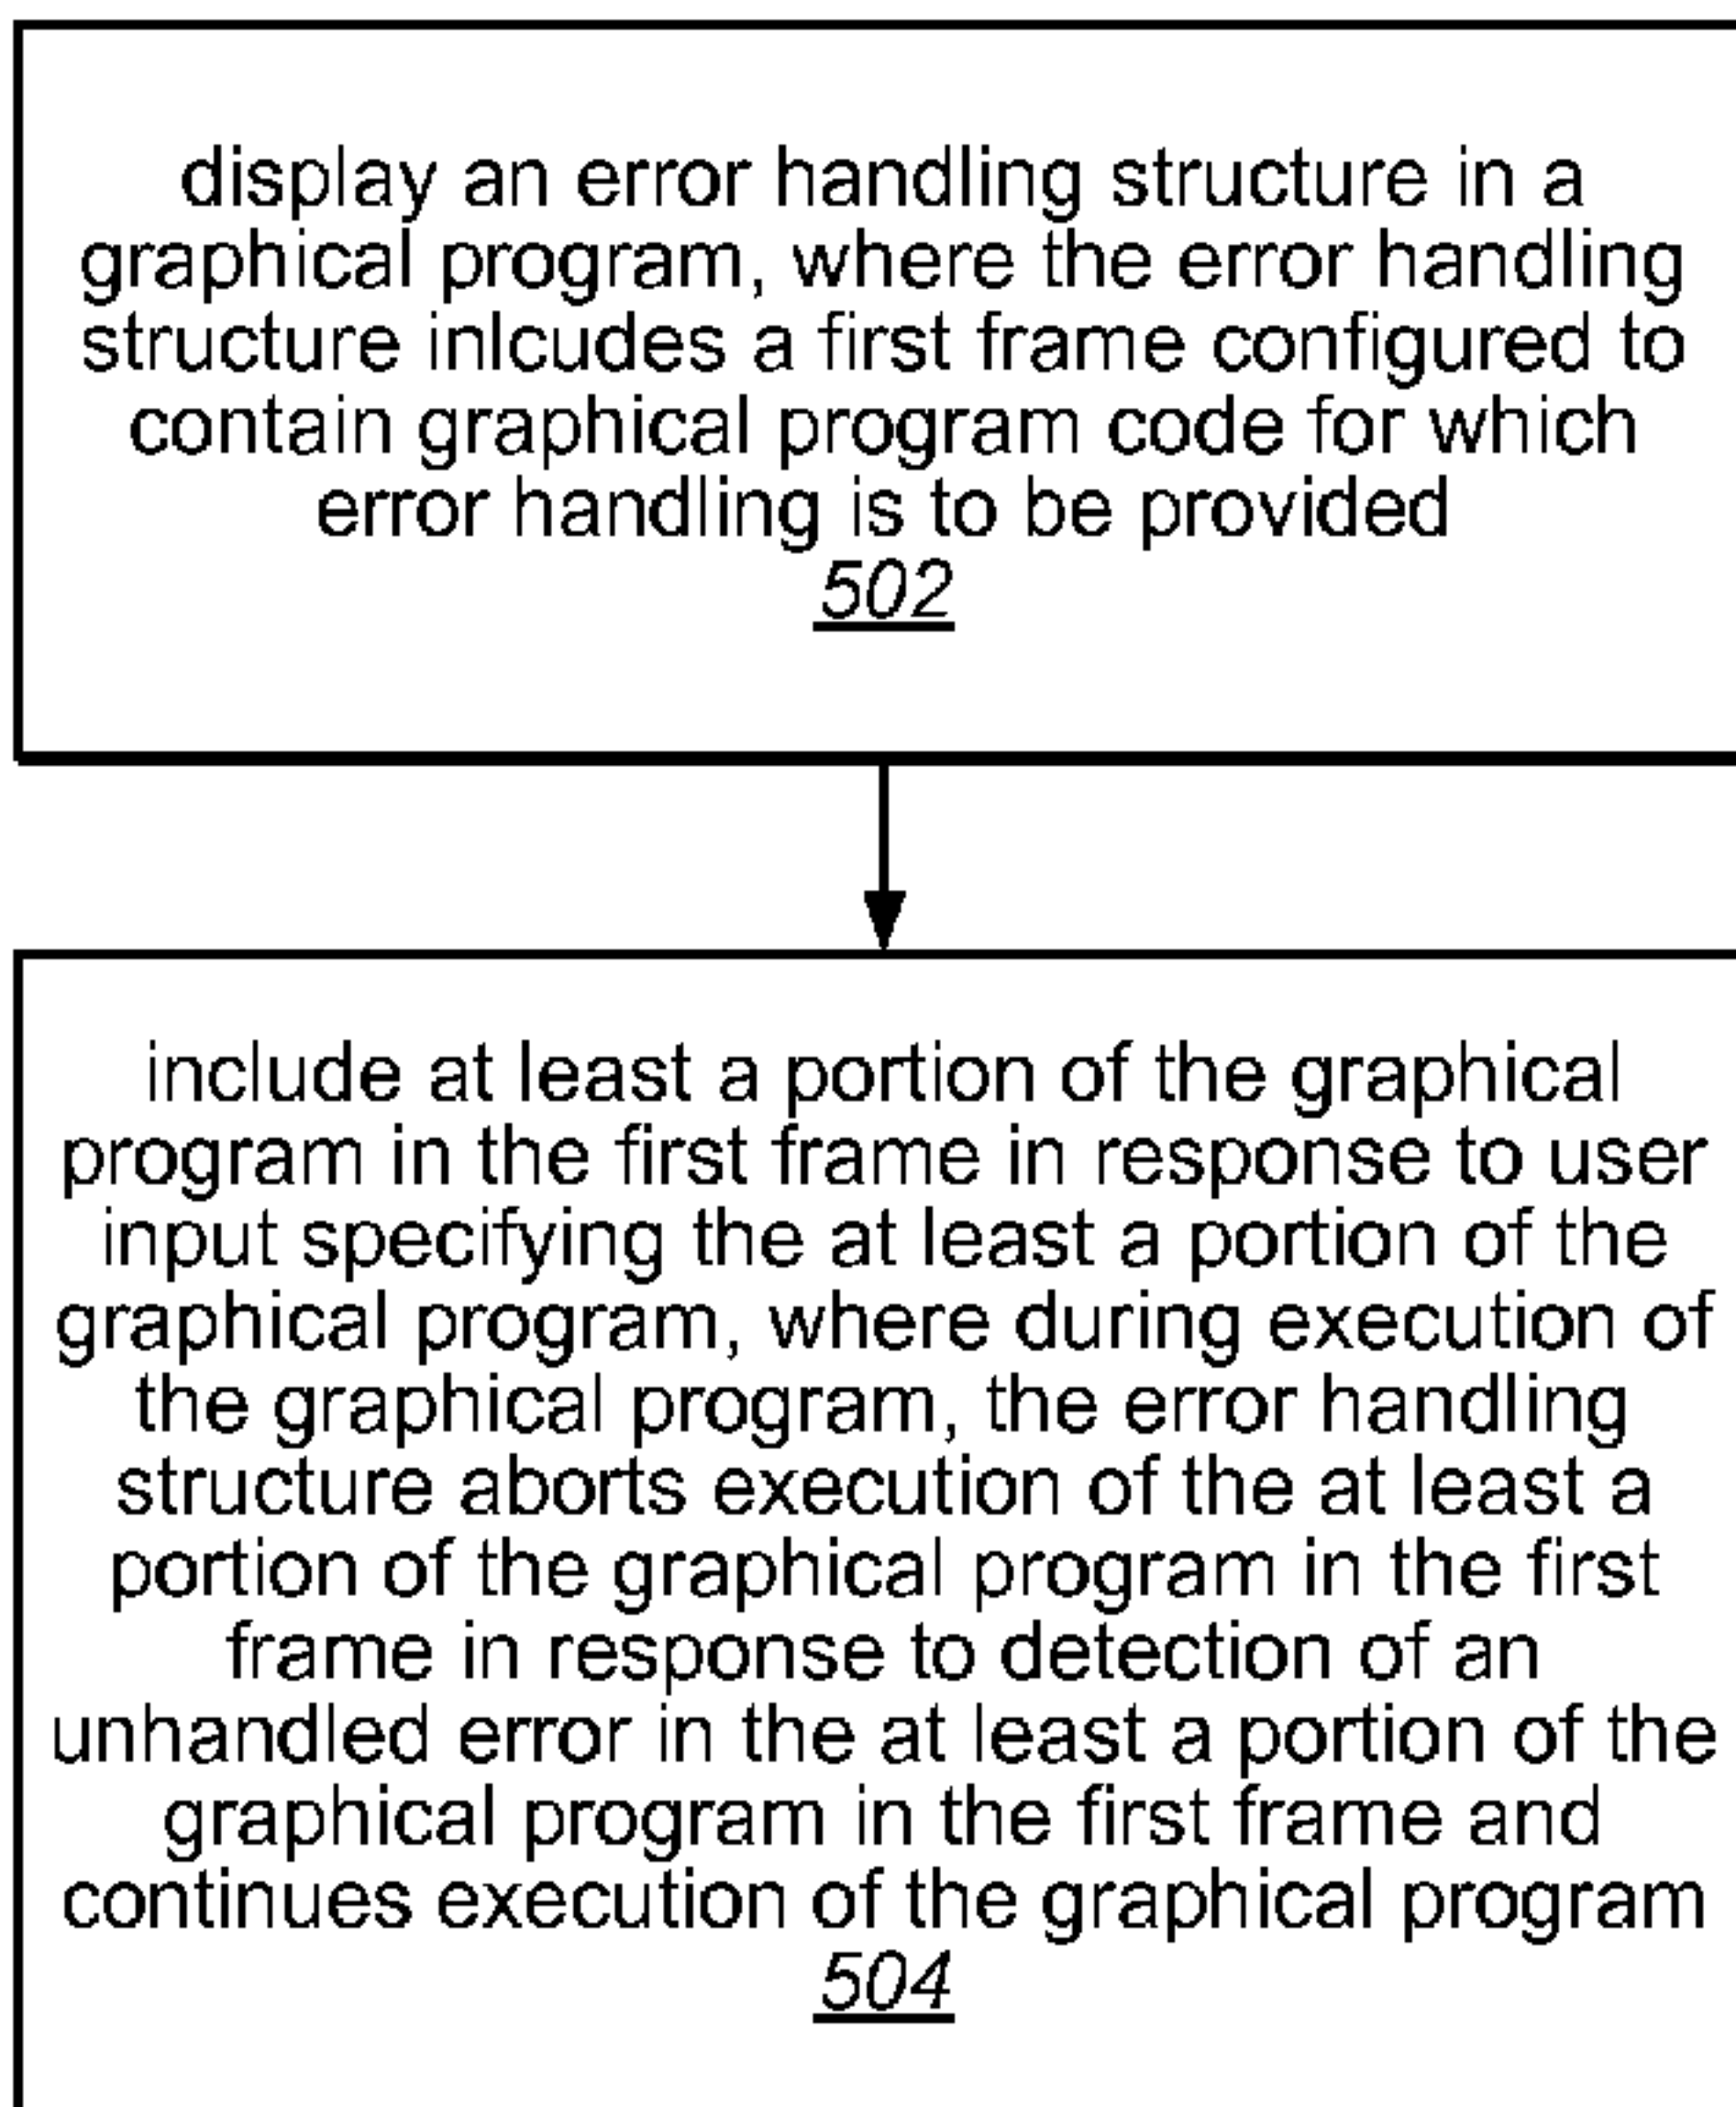 display an error handling structure in a
graphical program, where the error handling
structure inlcudes a first frame configured to
contain graphical program code for which
error handling is to be provided
502
include at least a portion of the graphical
program in the first frame in response to user
input specifying the at least a portion of the
graphical program, where during execution of
the graphical program, the error handling
structure aborts execution of the at least a
portion of the graphical program in the first
frame in response to detection of an
unhandled error in the at least a portion of the
graphical program in the first frame and
continues execution of the graphical program
504